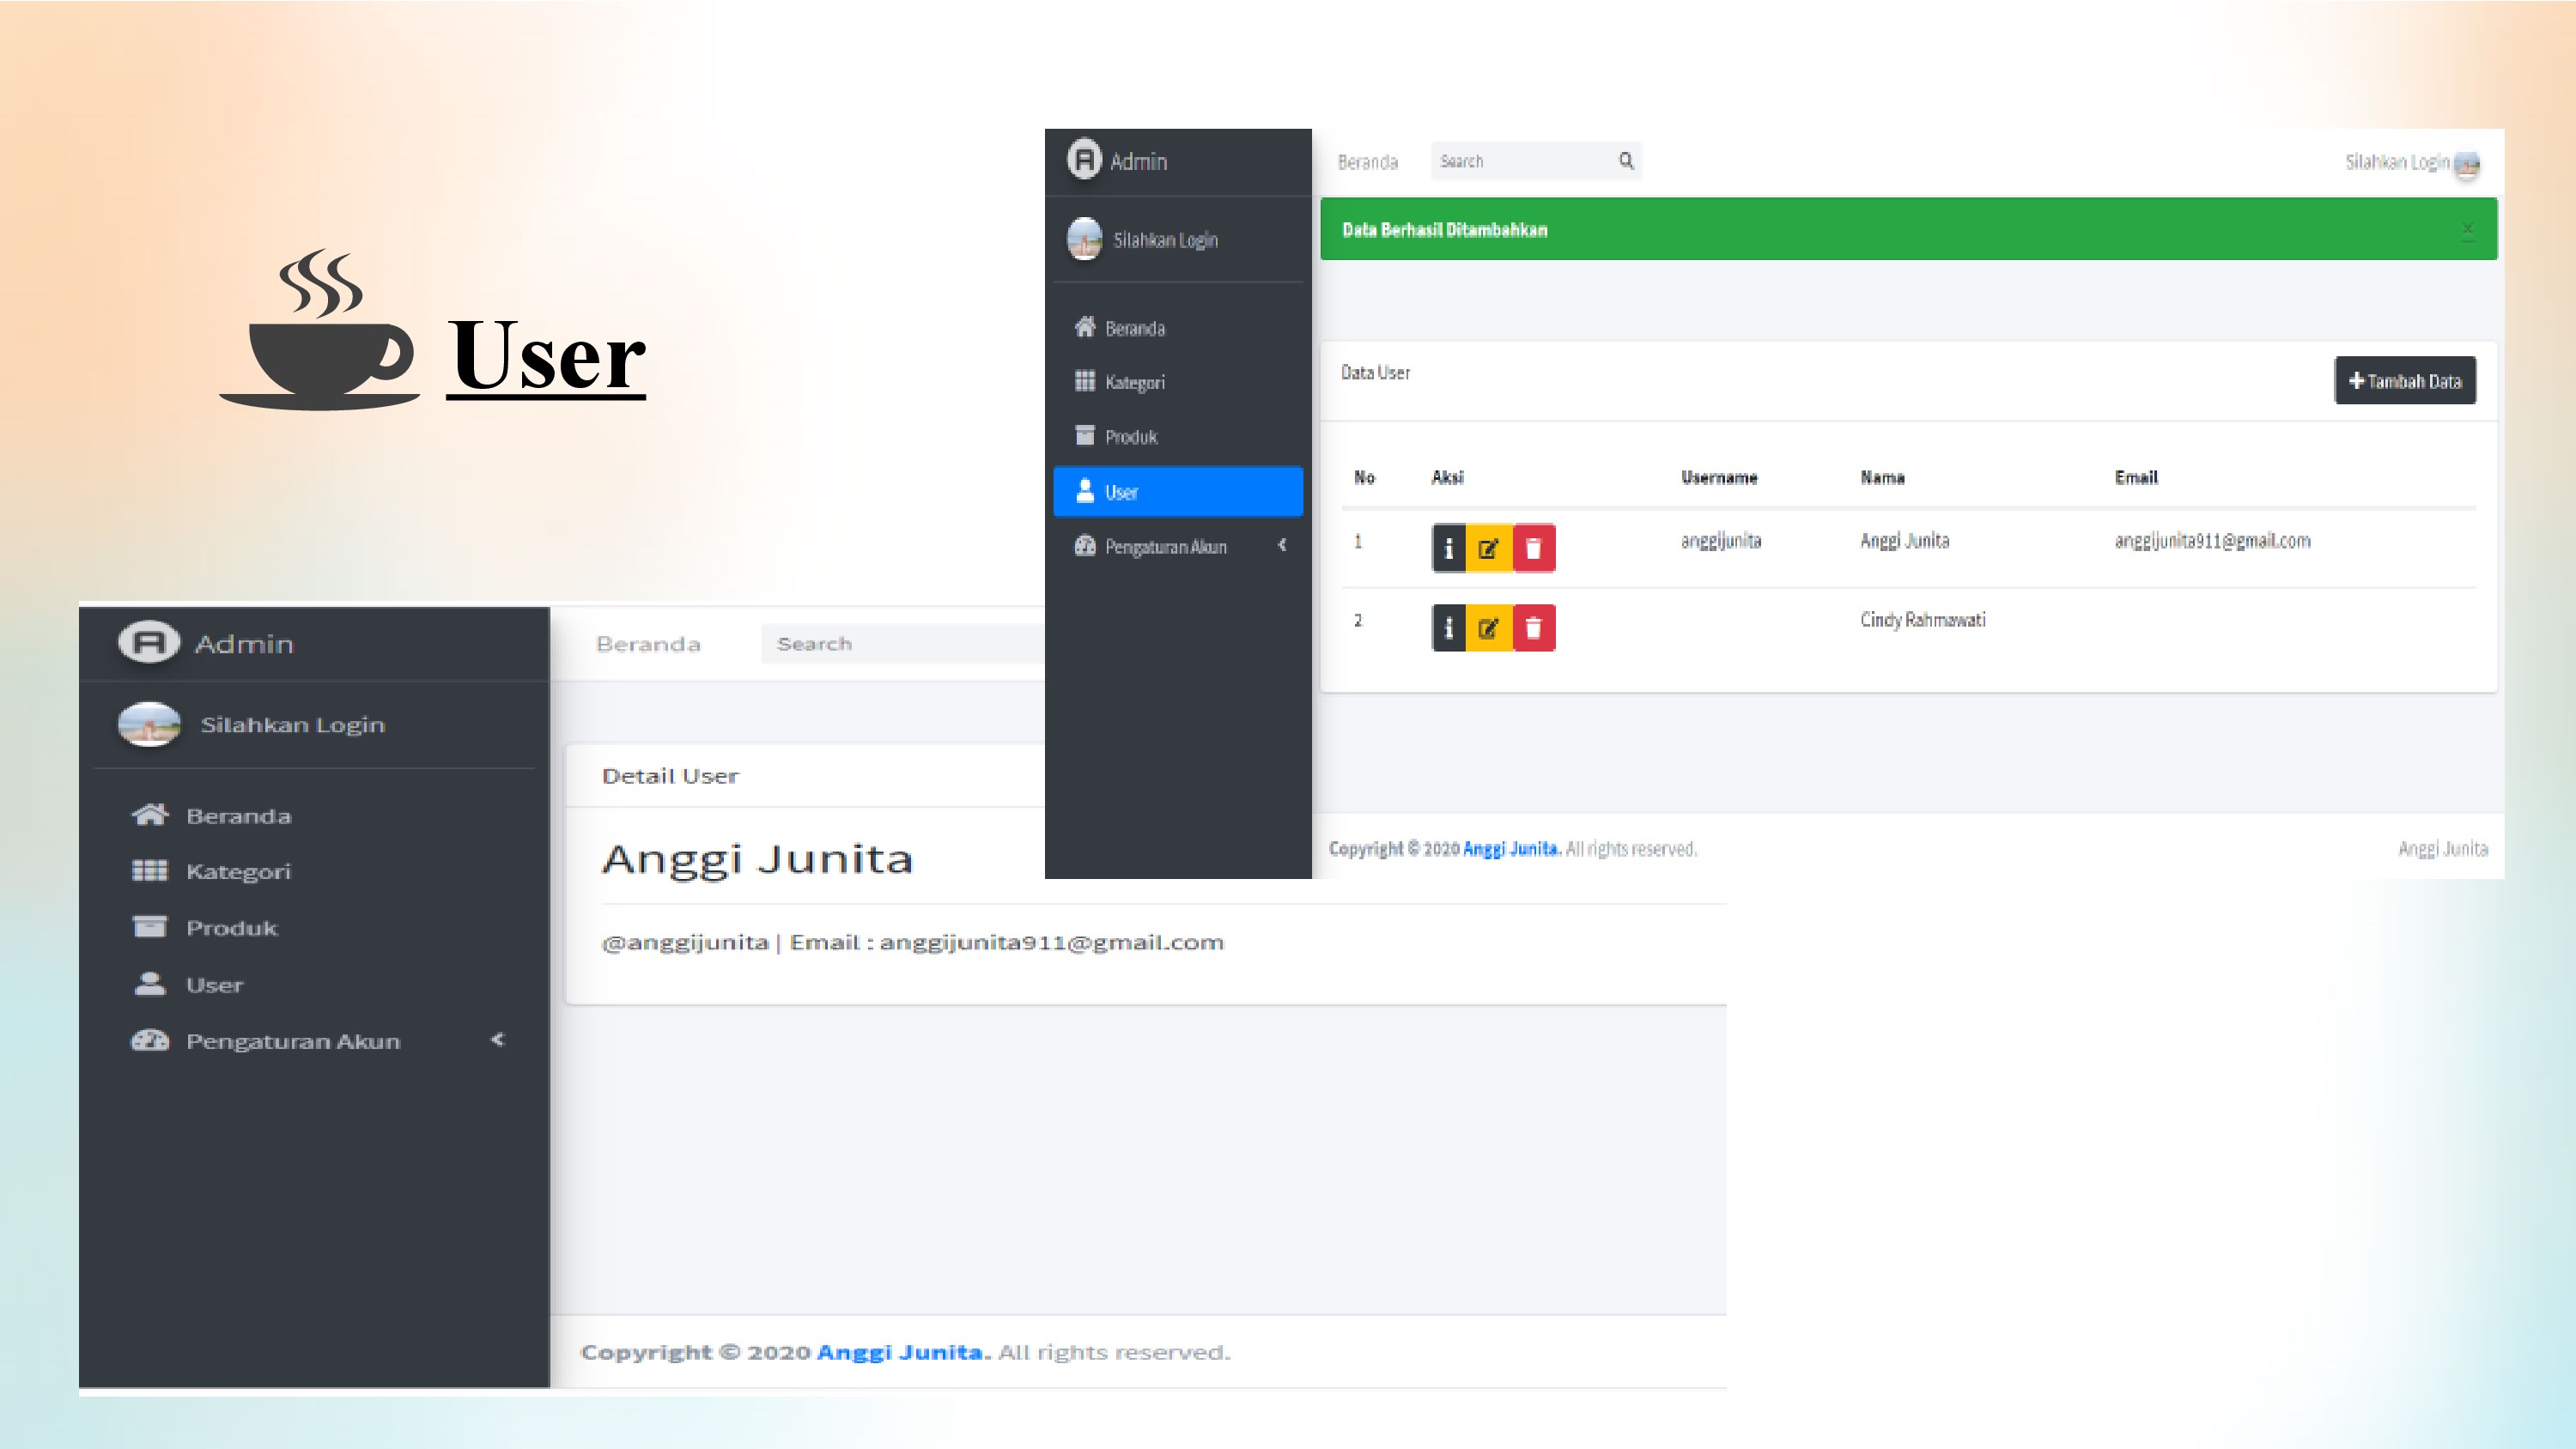 User
Admin
Beranda
Search
Silahkan Login
Data Berhasil Ditambahkan
×
Silahkan Login
Beranda
Kategori
Produk
User
Pengaturan Akun
Data User
Tambah Data
No Aksi Username Nama Email
1 anggijunita Anggi Junita anggijunita911@gmail.com
2 Cindy Rahmawati
Copyright © 2020 Anggi Junita. All rights reserved.
Anggi Junita
Admin
Beranda
Search
Silahkan Login
Beranda
Kategori
Produk
User
Pengaturan Akun
Detail User
Anggi Junita
@anggijunita | Email : anggijunita911@gmail.com
Copyright © 2020 Anggi Junita. All rights reserved.